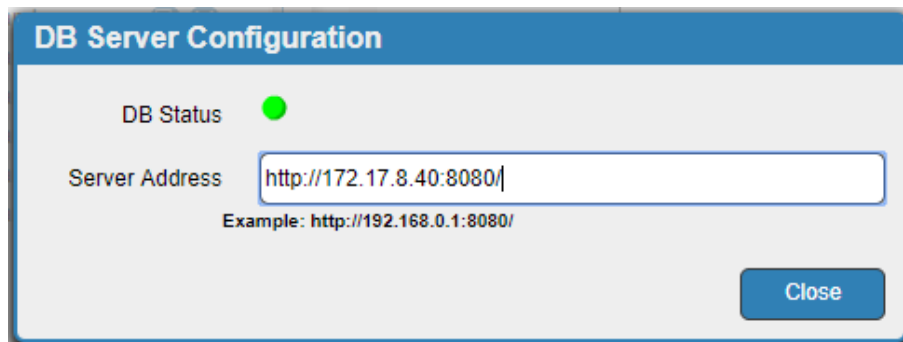 DB Server Configuration
DB Status
Server Address http://172.17.8.40:8080/
Example: http://192.168.0.1:8080/
Close